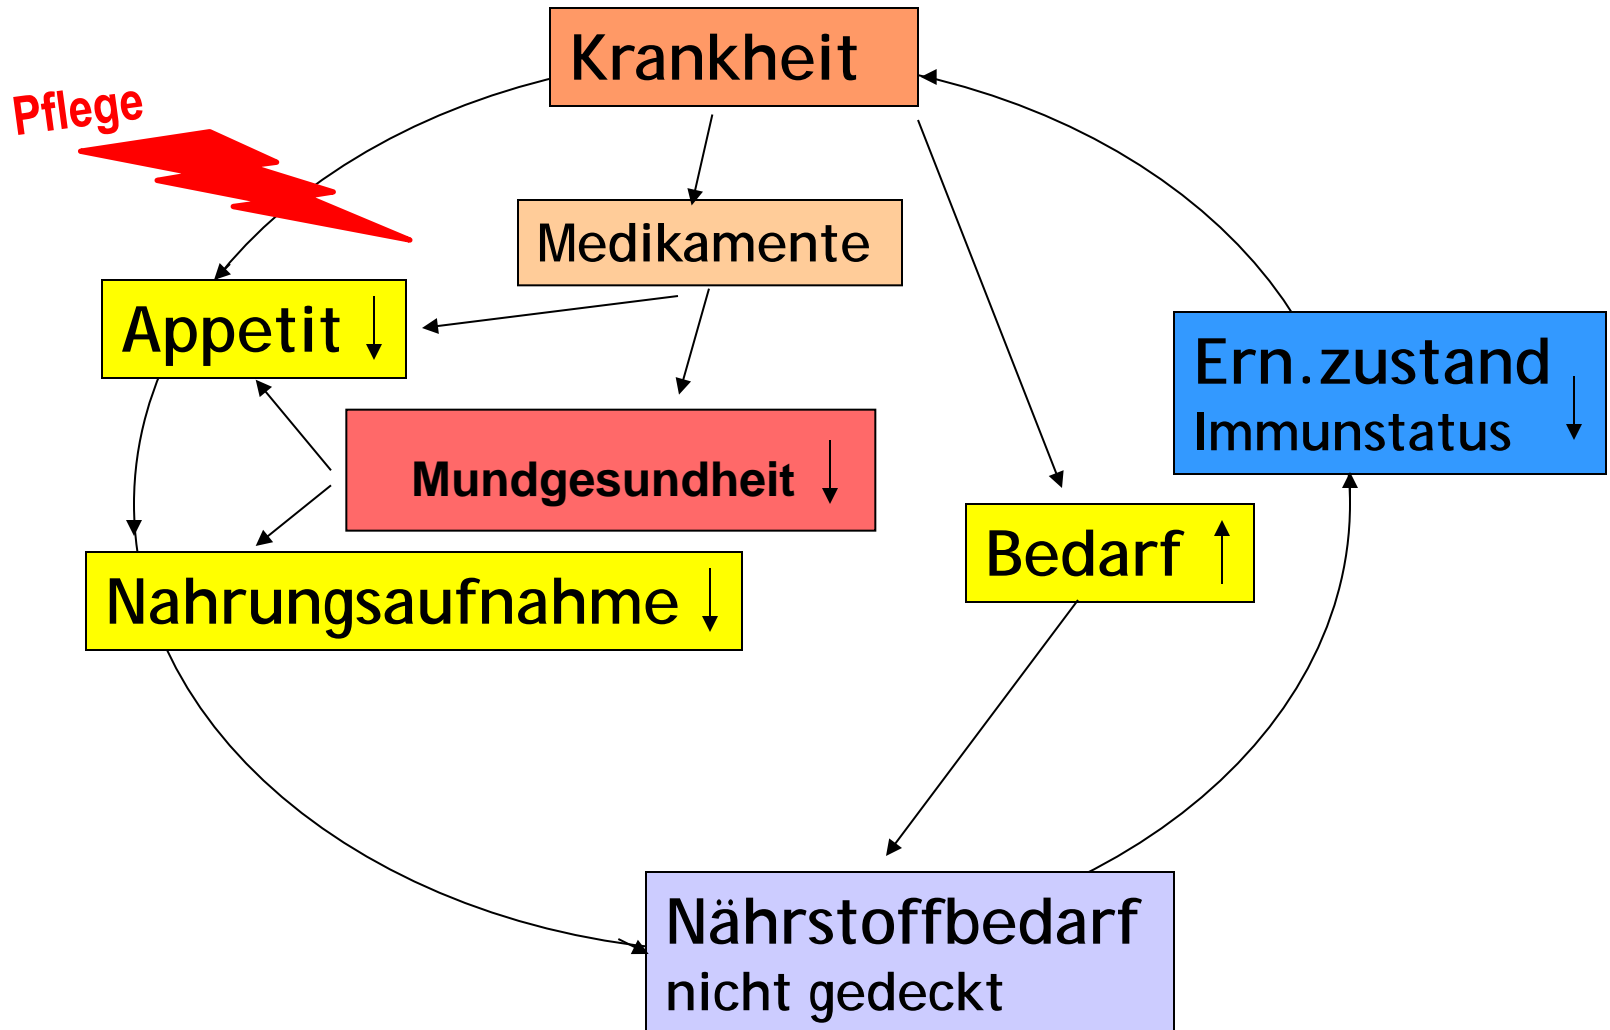 Krankheit
Pflege
Medikamente
Appetit
Ern.zustand
Immunstatus
Mundgesundheit
Bedarf
Nahrungsaufnahme
Nährstoffbedarf
nicht gedeckt